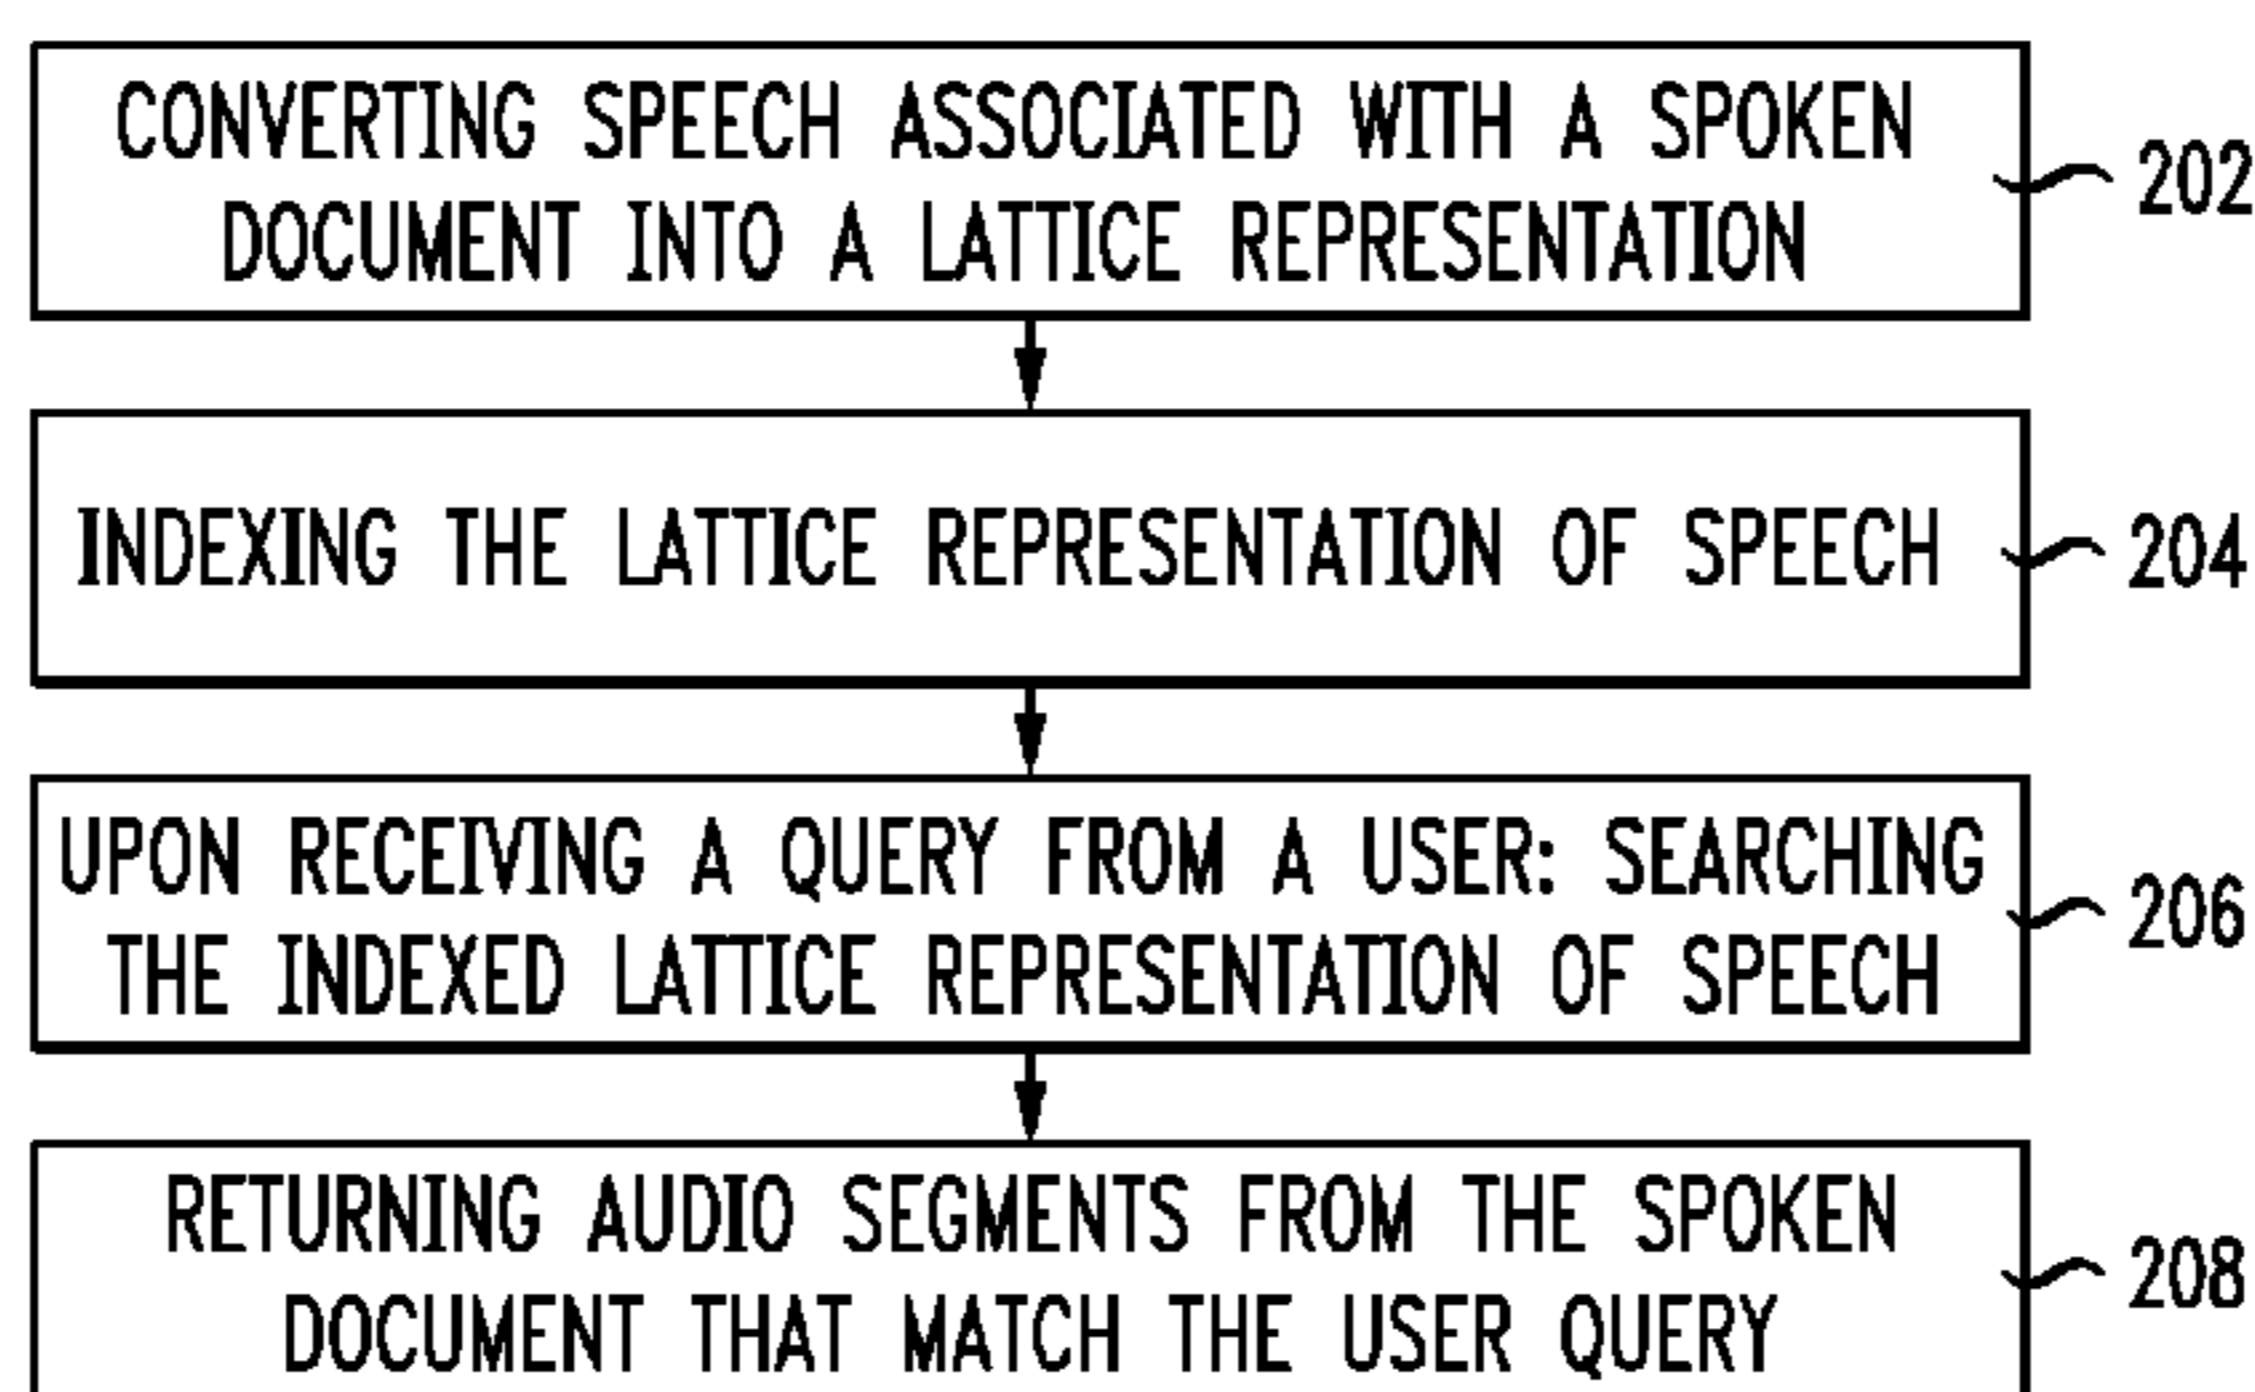 CONVERTING SPEECH ASSOCIATED WITH A SPOKEN
DOCUMENT INTO A LATTICE REPRESENTATION
202
INDEXING THE LATTICE REPRESENTATION OF SPEECH
204
UPON RECEIVING A QUERY FROM A USER: SEARCHING
THE INDEXED LATTICE REPRESENTATION OF SPEECH
206
RETURNING AUDIO SEGMENTS FROM THE SPOKEN
DOCUMENT THAT MATCH THE USER QUERY
208